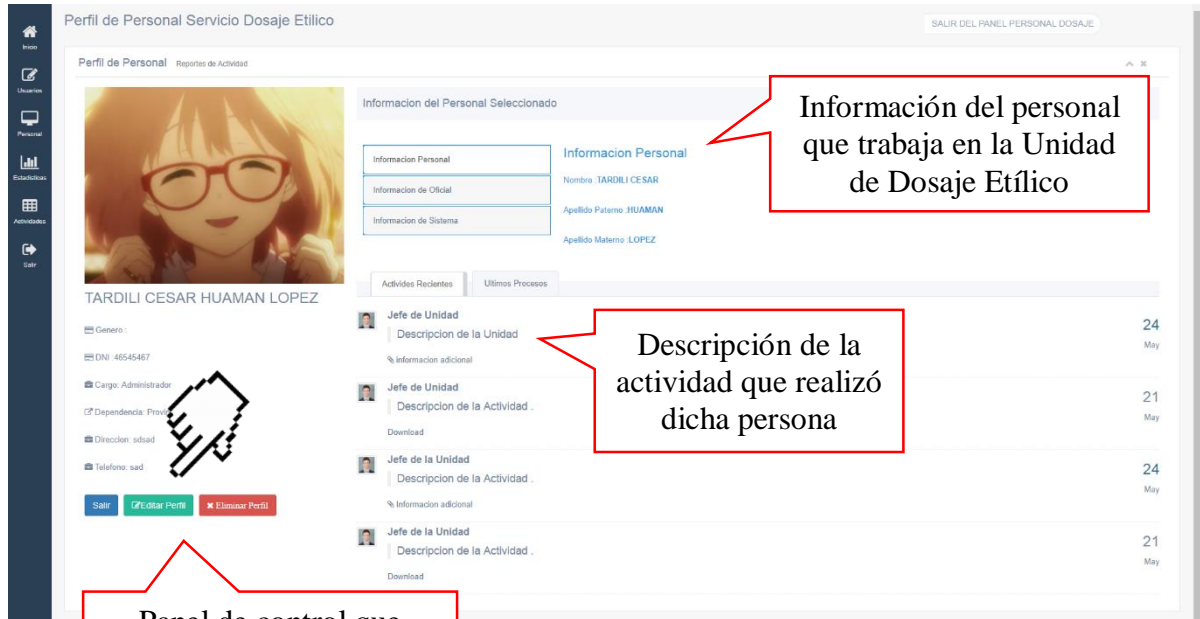 Perfil de Personal Servicio Dosaje Etilico
SALIR DEL PANEL PERSONAL DOSAJE
Inicio
Usuarios
Personal
Estadisticas
Actividades
Salir
Perfil de Personal Reportes de Actividad
TARDILI CESAR HUAMAN LOPEZ
Genero :
DNI :46545467
Cargo: Administrador
Dependencia:
Direccion: sdsad
Telefono: sad
Salir
Editar Perfil
Eliminar Perfil
Informacion del Personal Seleccionado
Informacion Personal
Informacion de Oficial
Informacion de Sistema
Informacion Personal
Nombre :TARDILI CESAR
Apellido Paterno :HUAMAN
Apellido Materno :LOPEZ
Información del personal
que trabaja en la Unidad
de Dosaje Etílico
Activides Recientes
Ultimos Procesos
Jefe de Unidad
Descripcion de la Unidad
Informacion adicional
24
May
Jefe de Unidad
Descripcion de la Actividad .
Download
21
May
Jefe de la Unidad
Descripcion de la Actividad .
Informacion adicional
24
May
Jefe de la Unidad
Descripcion de la Actividad .
Download
21
May
Descripción de la
actividad que realizó
dicha persona
Panel de control que